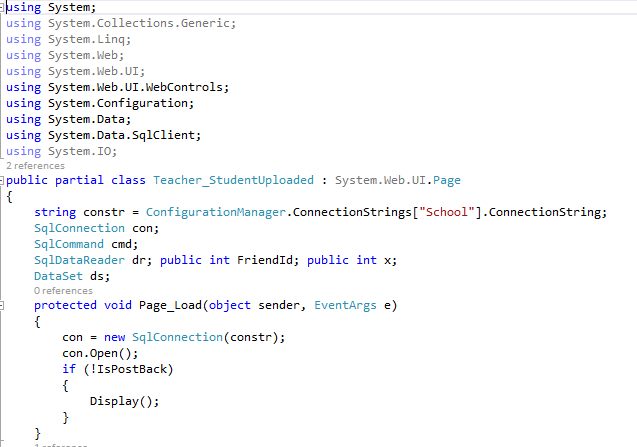 using System;
using System.Collections.Generic;
using System.Linq;
using System.Web;
using System.Web.UI;
using System.Web.UI.WebControls;
using System.Configuration;
using System.Data;
using System.Data.SqlClient;
using System.IO;
2 references
public partial class Teacher_StudentUploaded : System.Web.UI.Page
{
string constr = ConfigurationManager.ConnectionStrings["School"].ConnectionString;
SqlConnection con;
SqlCommand cmd;
SqlDataReader dr; public int FriendId; public int x;
DataSet ds;
0 references
protected void Page_Load(object sender, EventArgs e)
{
con = new SqlConnection(constr);
con.Open();
if (!IsPostBack)
{
Display();
}
}